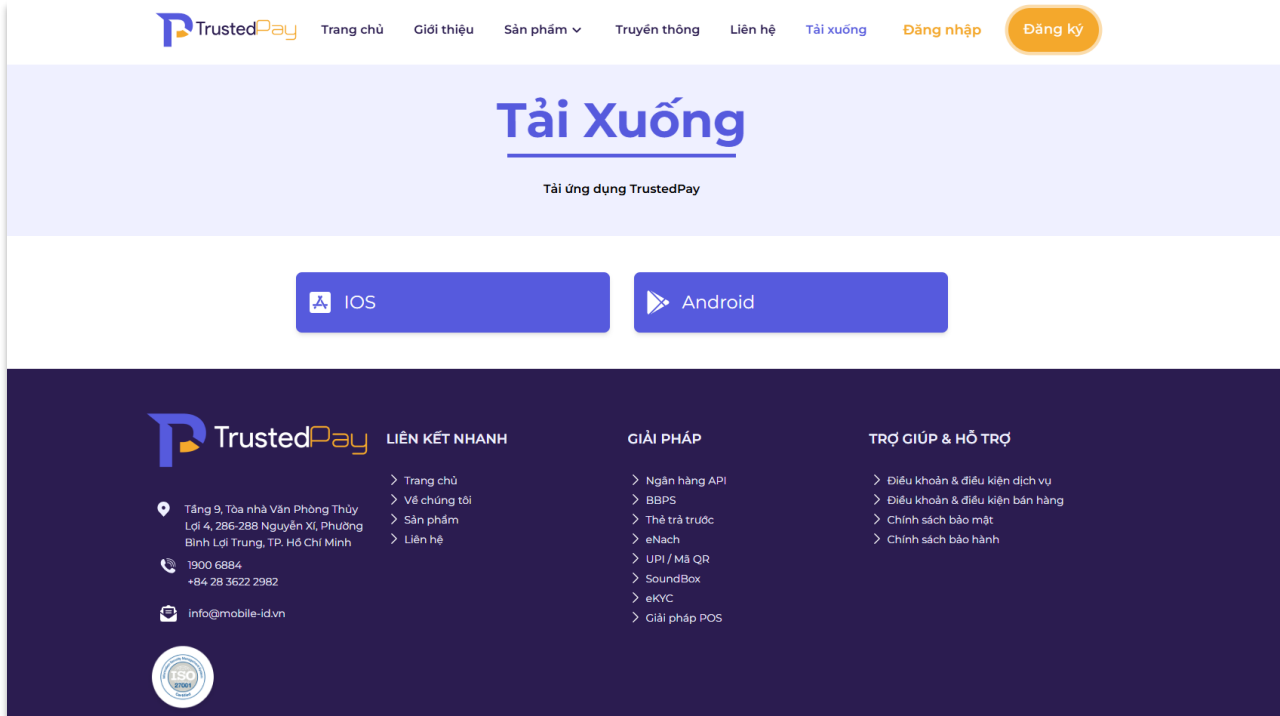 TrustedPay
Trang chủ
Giới thiệu
Sản phẩm
Truyền thông
Liên hệ
Tải xuống
Đăng nhập
Đăng ký
Tải Xuống
Tải ứng dụng TrustedPay
IOS
Android
TrustedPay
Tầng 9, Tòa nhà Văn Phòng Thủy
Lợi 4, 286-288 Nguyễn Xí, Phường
Bình Lợi Trung, TP. Hồ Chí Minh
1900 6884
+84 28 3622 2982
info@mobile-id.vn
ISO
27001
LIÊN KẾT NHANH
Trang chủ
Về chúng tôi
Sản phẩm
Liên hệ
GIẢI PHÁP
Ngân hàng API
BBPS
Thẻ trả trước
eNach
UPI / Mã QR
SoundBox
eKYC
Giải pháp POS
TRỢ GIÚP & HỖ TRỢ
Điều khoản & điều kiện dịch vụ
Điều khoản & điều kiện bán hàng
Chính sách bảo mật
Chính sách bảo hành